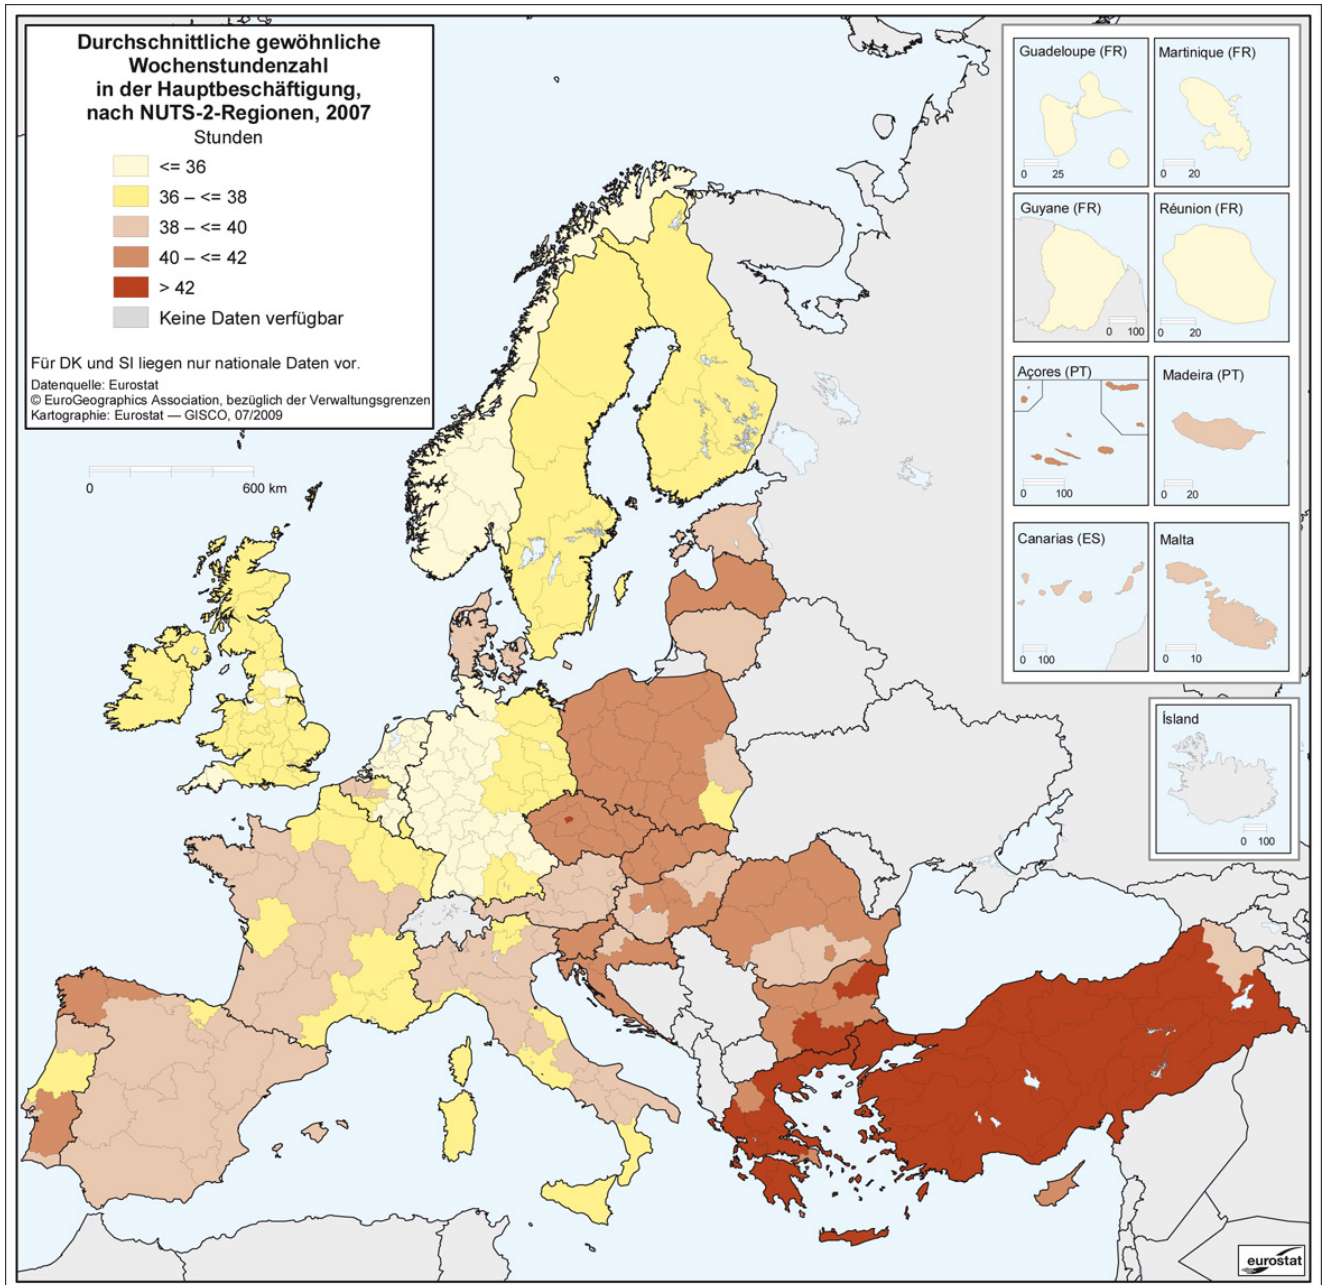 Durchschnittliche gewöhnliche
Wochenstundenzahl
in der Hauptbeschäftigung,
nach NUTS-2-Regionen, 2007
Stunden
<= 36
36 – <= 38
38 – <= 40
40 – <= 42
> 42
Keine Daten verfügbar
Für DK und SI liegen nur nationale Daten vor.
Datenquelle: Eurostat
© EuroGeographics Association, bezüglich der Verwaltungsgrenzen
Kartographie: Eurostat — GISCO, 07/2009
0 600 km
Guadeloupe (FR)
0 25
Martinique (FR)
0 20
Guyane (FR)
0 100
Réunion (FR)
0 20
Açores (PT)
0 100
Madeira (PT)
0 20
Canarias (ES)
0 100
Malta
0 10
Ísland
0 100
eurostat